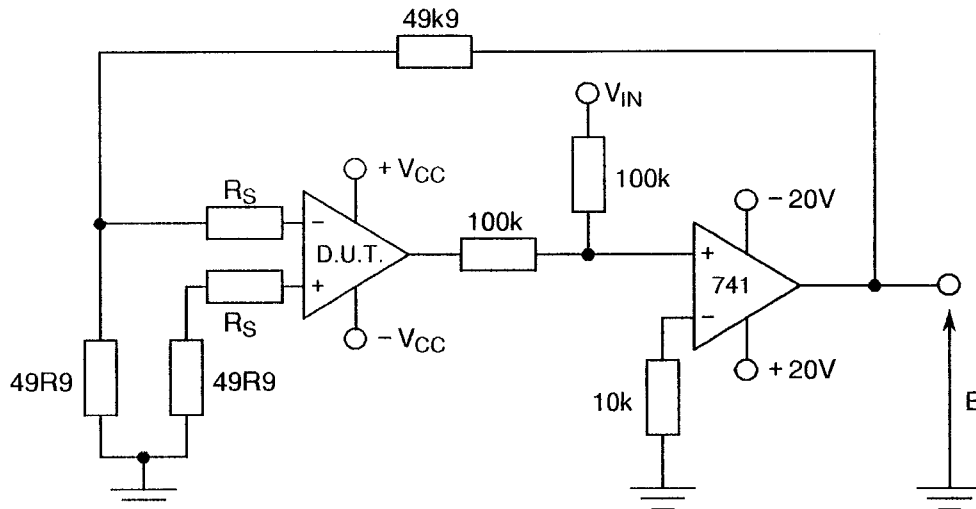 49k9
V_IN
+ V_CC
100k
R_S
− 20V
−
D.U.T.
100k
+
741
+
−
R_S
− V_CC
+ 20V
49R9
49R9
10k
E